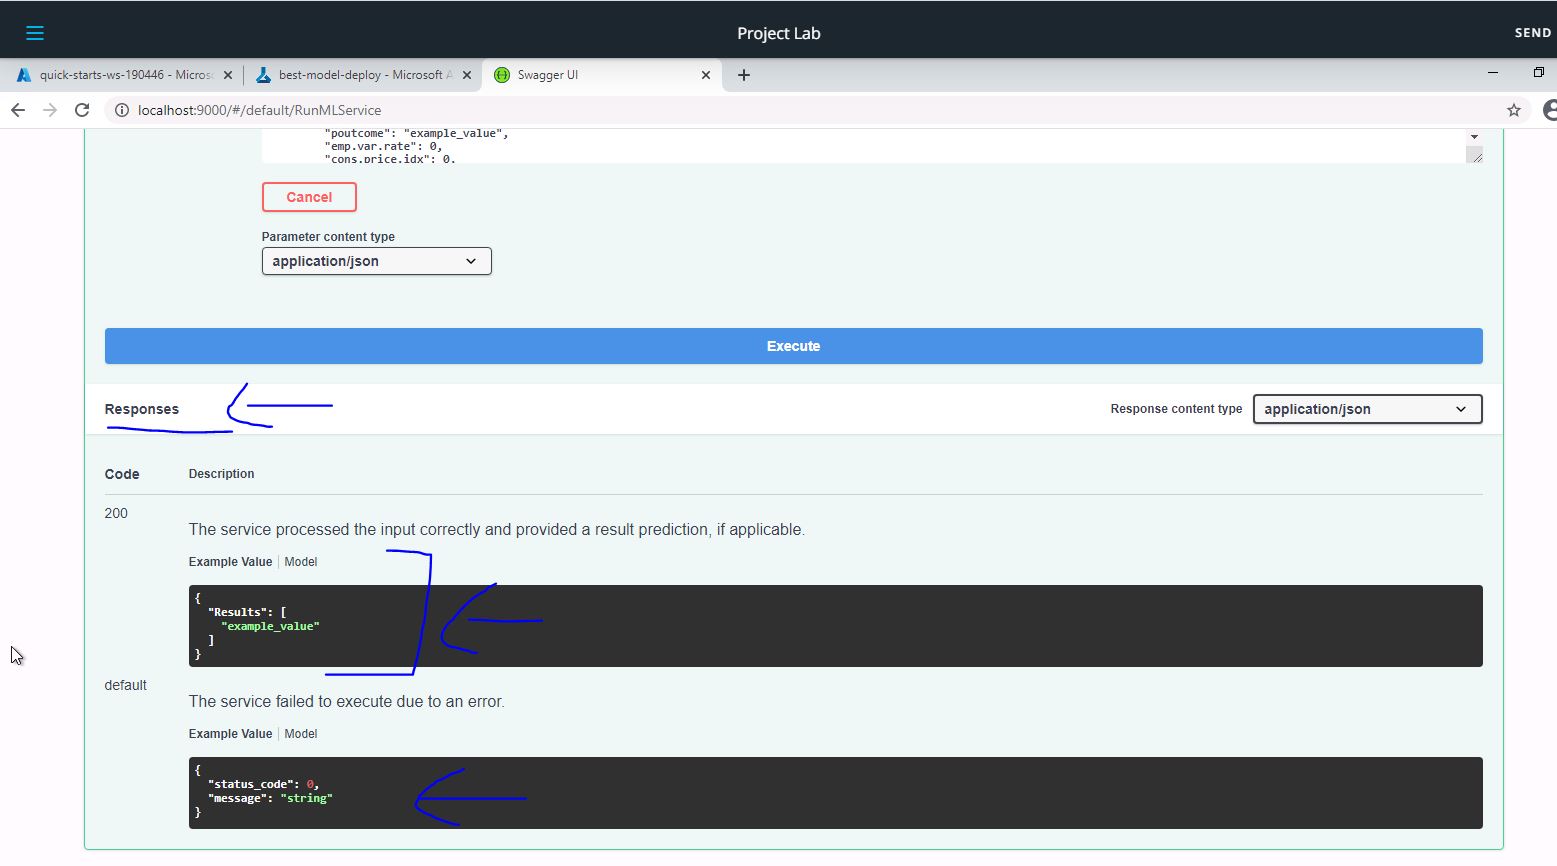 Project Lab
SEND
quick-starts-ws-190446 - Micros
best-model-deploy - Microsoft A
Swagger UI
localhost:9000/#/default/RunMLService
"poutcome": "example_value",
"emp.var.rate": 0,
"cons.price.idx": 0,
Cancel
Parameter content type
application/json
Execute
Responses
Response content type
application/json
Code Description
200
The service processed the input correctly and provided a result prediction, if applicable.
Example Value | Model
{
"Results": [
"example_value"
]
}
default
The service failed to execute due to an error.
Example Value | Model
{
"status_code": 0,
"message": "string"
}